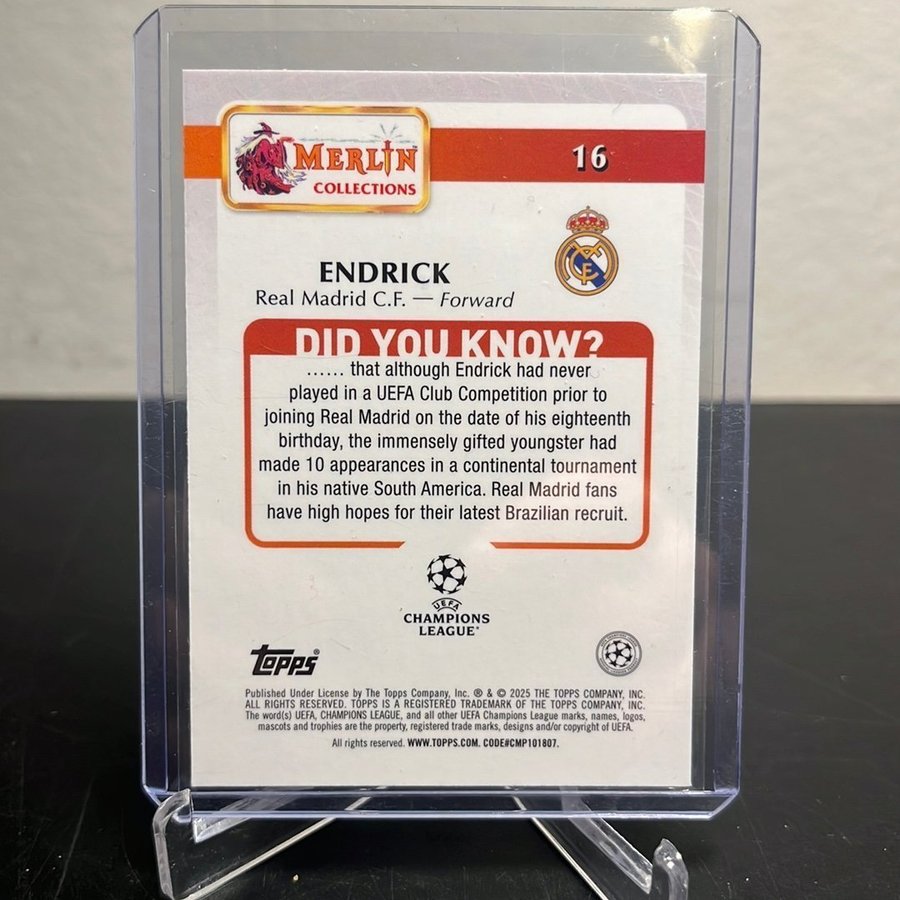 MERLIN
COLLECTIONS
16
ENDRICK
Real Madrid C.F. — Forward
DID YOU KNOW?
...... that although Endrick had never
played in a UEFA Club Competition prior to
joining Real Madrid on the date of his eighteenth
birthday, the immensely gifted youngster had
made 10 appearances in a continental tournament
in his native South America. Real Madrid fans
have high hopes for their latest Brazilian recruit.
UEFA
CHAMPIONS
LEAGUE®
TOPPS®
Published Under License by The Topps Company, Inc. ® & © 2025 THE TOPPS COMPANY, INC.
ALL RIGHTS RESERVED. TOPPS IS A REGISTERED TRADEMARK OF THE TOPPS COMPANY, INC.
The word(s) UEFA, CHAMPIONS LEAGUE, and all other UEFA Champions League marks, names, logos,
mascots and trophies are the property, registered trade marks, designs and/or copyright of UEFA.
All rights reserved. WWW.TOPPS.COM. CODE#CMP101807.